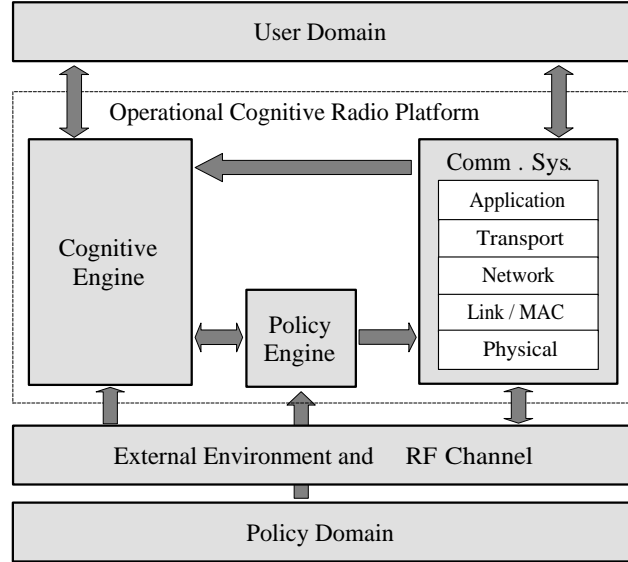 User Domain
Operational Cognitive Radio Platform
Comm . Sys.
Application
Transport
Network
Link / MAC
Physical
Cognitive
Engine
Policy
Engine
External Environment and RF Channel
Policy Domain